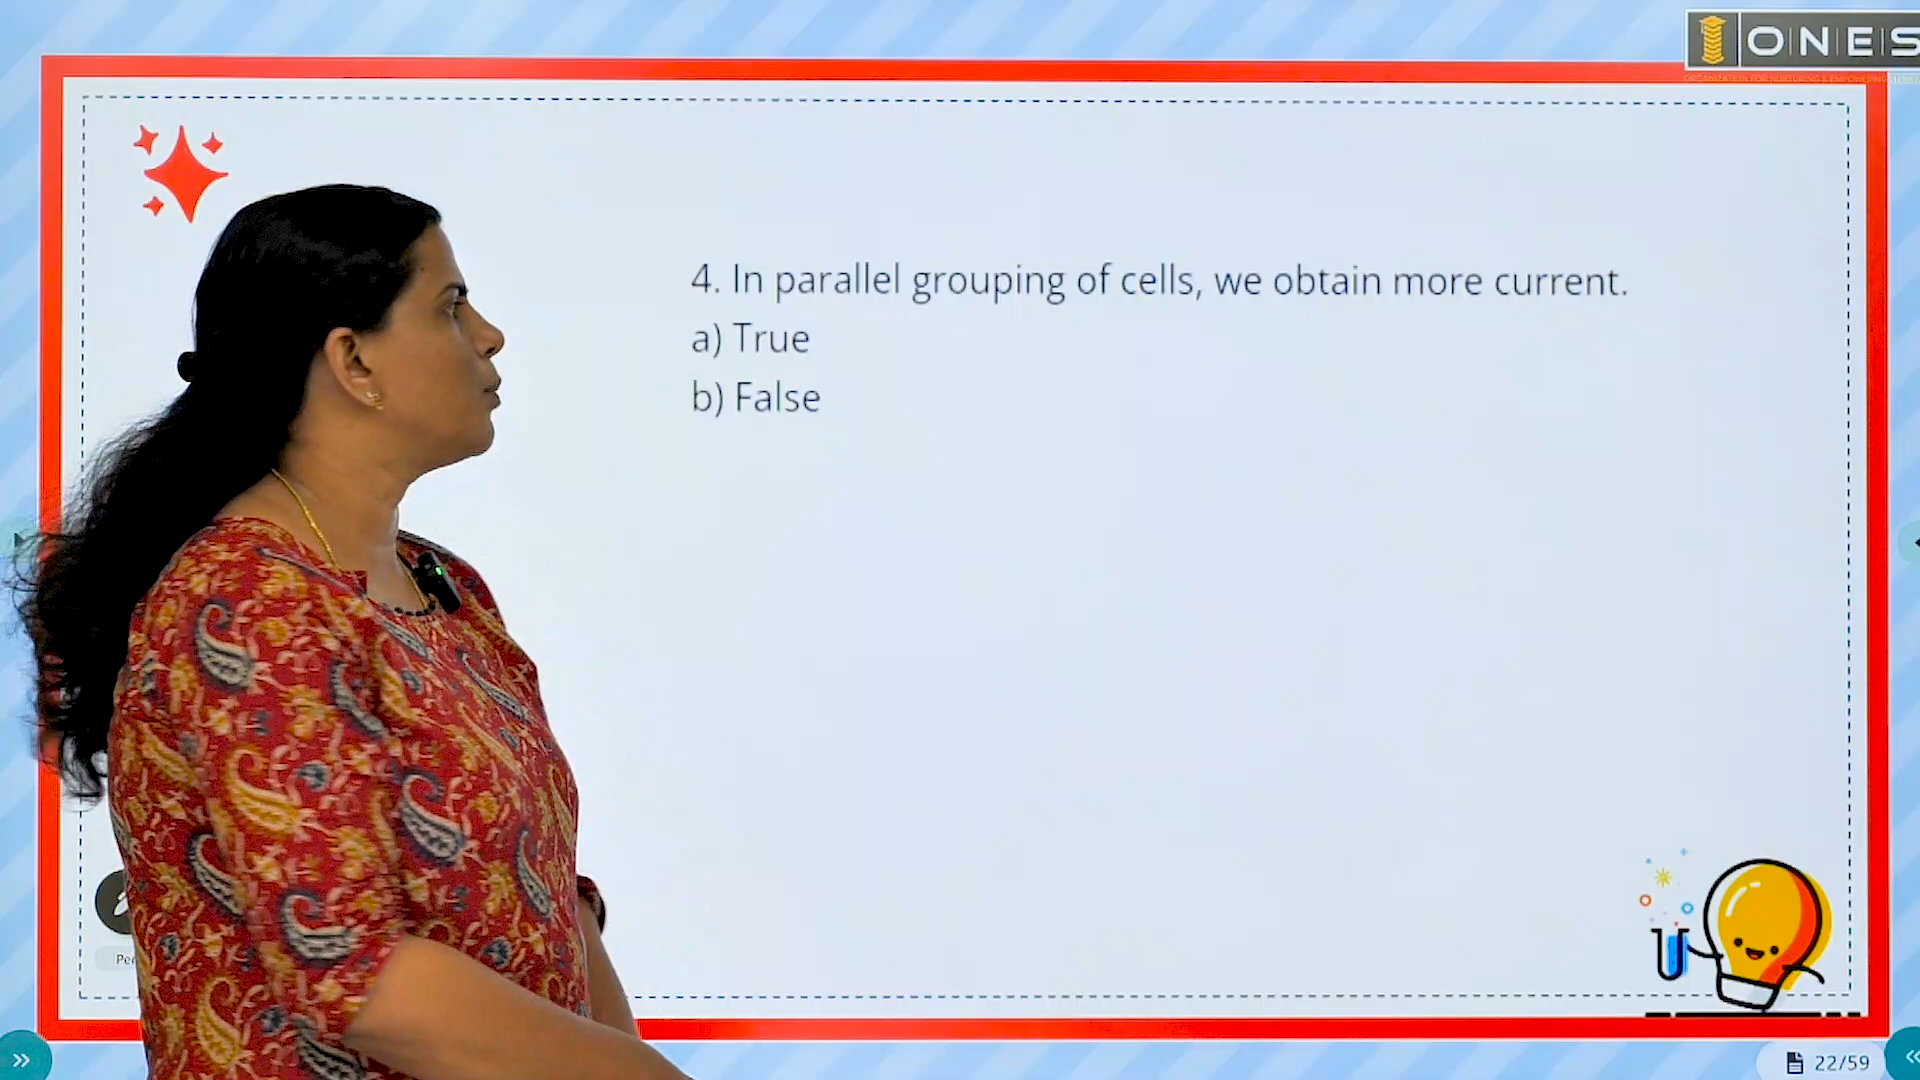 ONES
4. In parallel grouping of cells, we obtain more current.
a) True
b) False
22/59